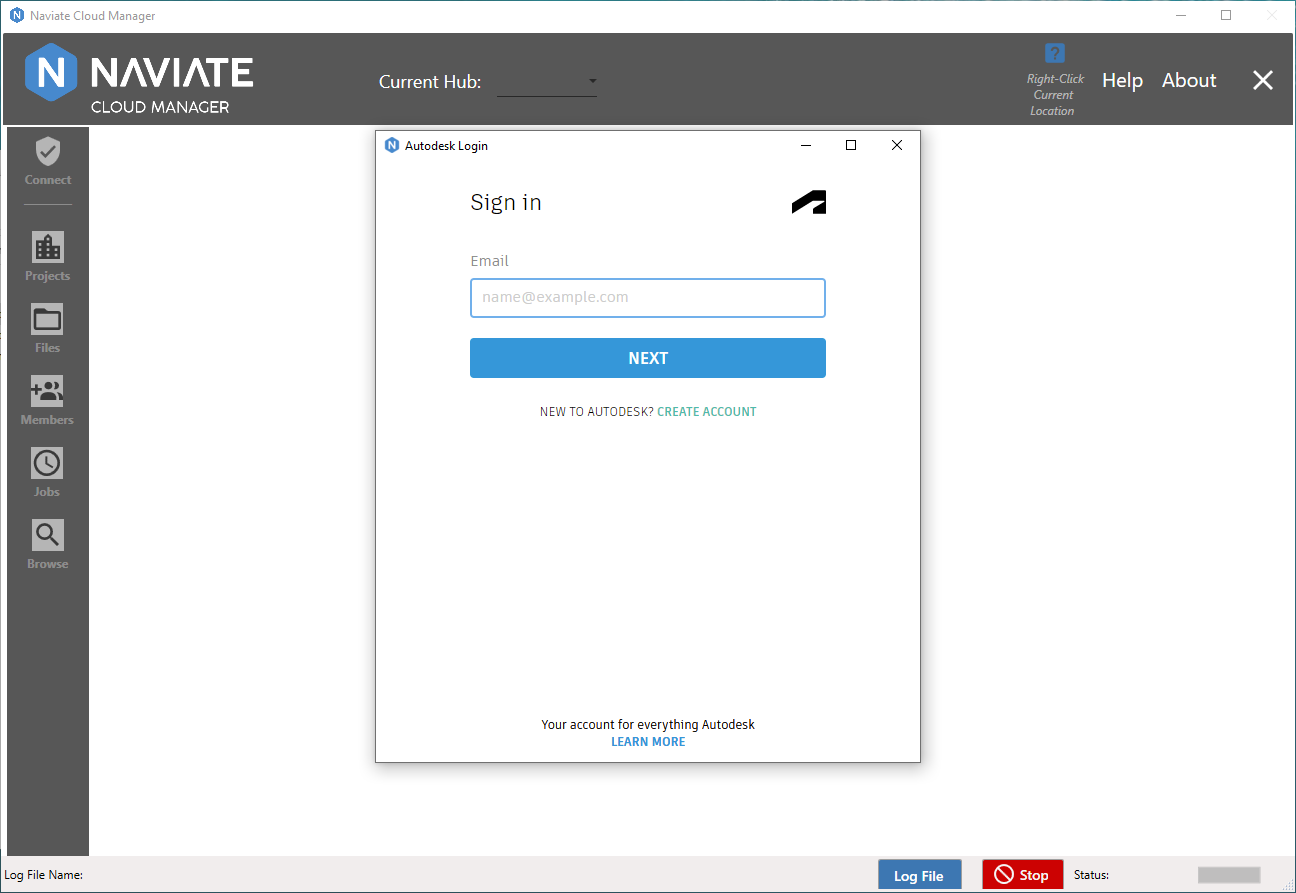 Naviate Cloud Manager
NAVIATE
CLOUD MANAGER
Current Hub:
?
Right-Click
Current
Location
Help
About
Connect
Projects
Files
Members
Jobs
Browse
Autodesk Login
Sign in
Email
name@example.com
NEXT
NEW TO AUTODESK? CREATE ACCOUNT
Your account for everything Autodesk
LEARN MORE
Log File Name:
Log File
Stop
Status: